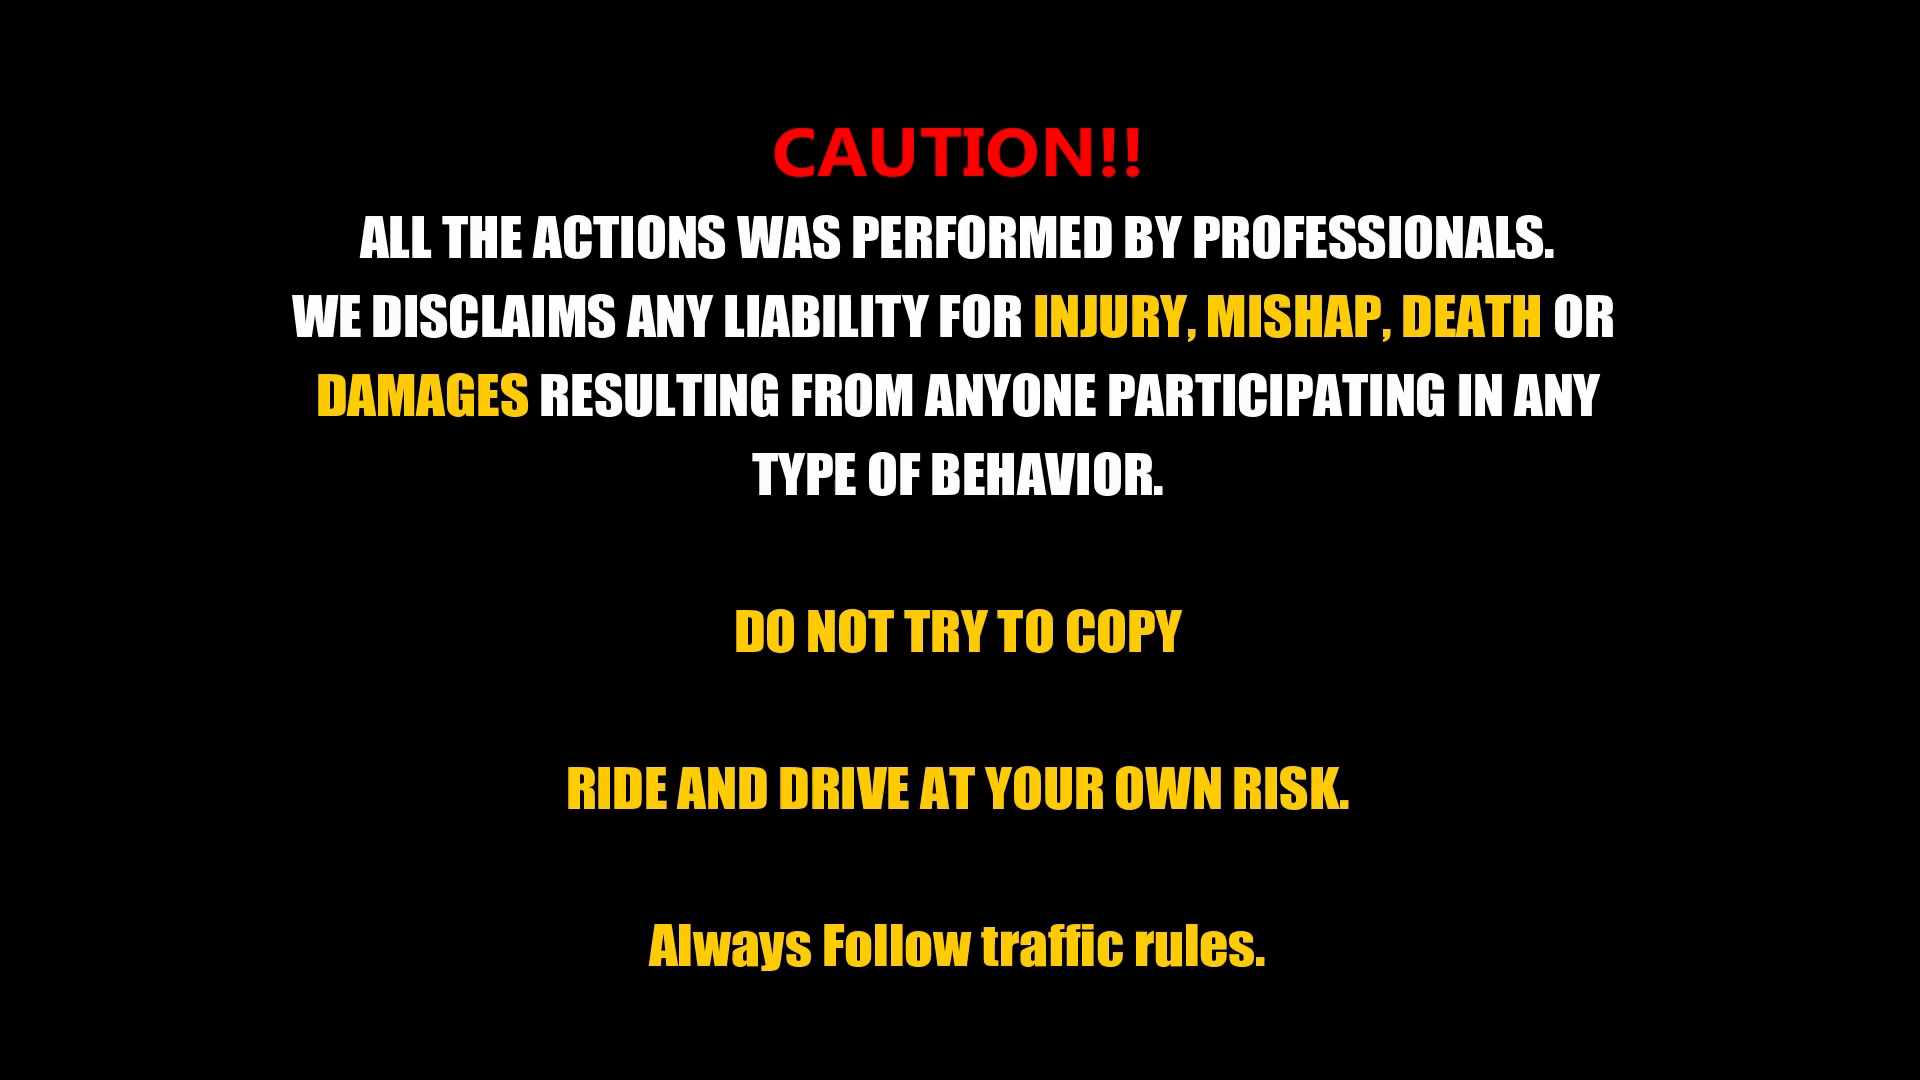 CAUTION!!
ALL THE ACTIONS WAS PERFORMED BY PROFESSIONALS.
WE DISCLAIMS ANY LIABILITY FOR INJURY, MISHAP, DEATH OR
DAMAGES RESULTING FROM ANYONE PARTICIPATING IN ANY
TYPE OF BEHAVIOR.
DO NOT TRY TO COPY
RIDE AND DRIVE AT YOUR OWN RISK.
Always Follow traffic rules.